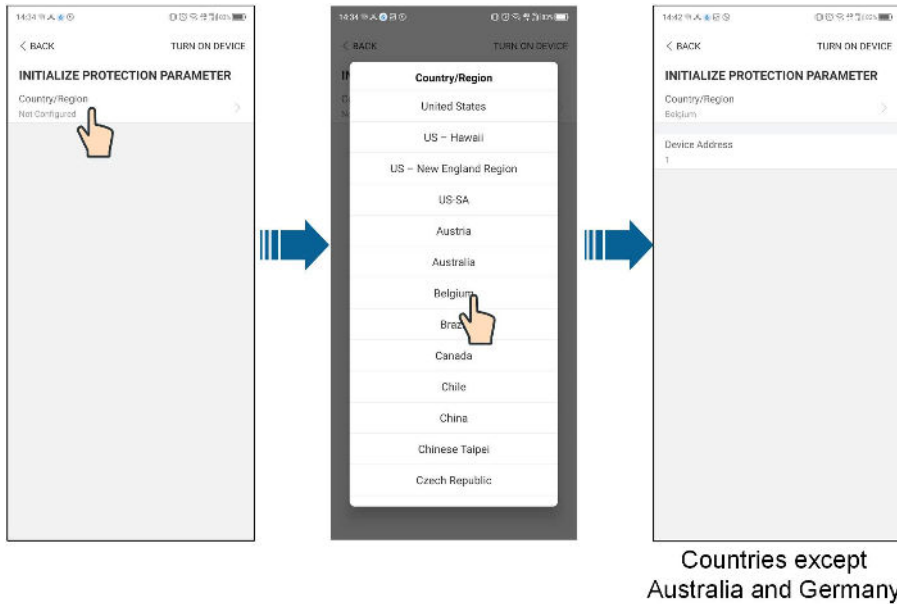 14:34
< BACK
TURN ON DEVICE
INITIALIZE PROTECTION PARAMETER
Country/Region
Not Configured
14:34
< BACK
TURN ON DEVICE
Country/Region
United States
US – Hawaii
US – New England Region
US-SA
Austria
Australia
Belgium
Canada
Chile
China
Chinese Taipei
Czech Republic
14:42
< BACK
TURN ON DEVICE
INITIALIZE PROTECTION PARAMETER
Country/Region
Belgium
Device Address
1
Countries except
Australia and Germany